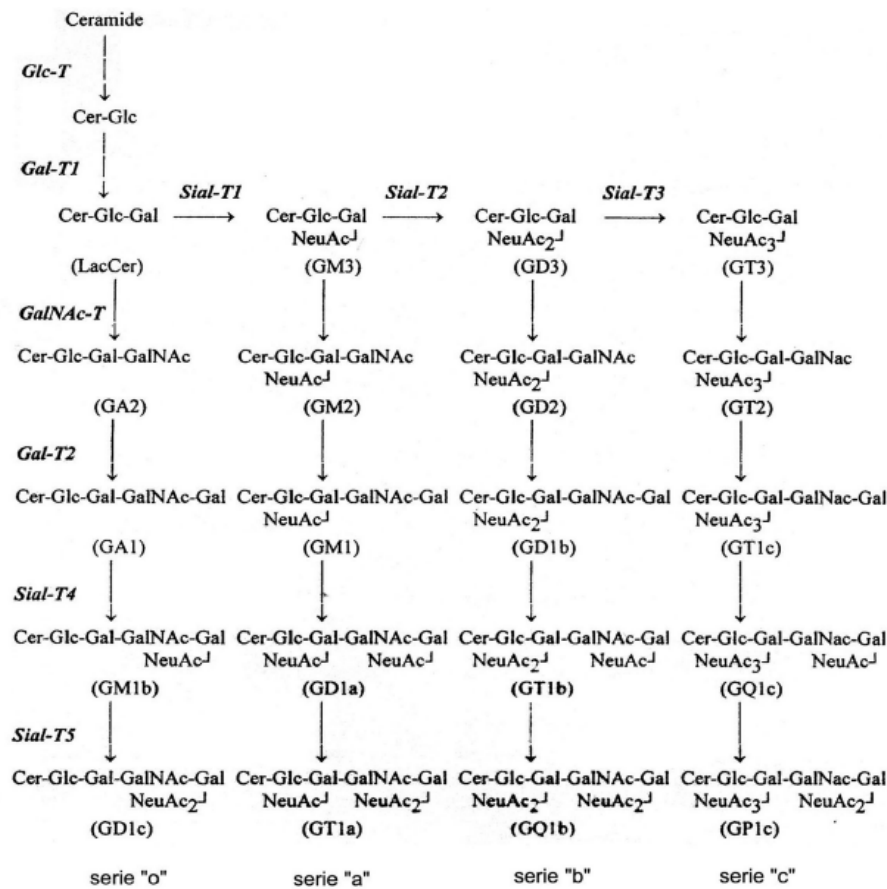 Ceramide
Glc-T
Cer-Glc
Gal-T1
Sial-T1 Sial-T2 Sial-T3
Cer-Glc-Gal Cer-Glc-Gal Cer-Glc-Gal Cer-Glc-Gal
NeuAc NeuAc2 NeuAc3
(LacCer) (GM3) (GD3) (GT3)
GalNAc-T
Cer-Glc-Gal-GalNAc Cer-Glc-Gal-GalNAc Cer-Glc-Gal-GalNAc Cer-Glc-Gal-GalNac
NeuAc NeuAc2 NeuAc3
(GA2) (GM2) (GD2) (GT2)
Gal-T2
Cer-Glc-Gal-GalNAc-Gal Cer-Glc-Gal-GalNAc-Gal Cer-Glc-Gal-GalNAc-Gal Cer-Glc-Gal-GalNac-Gal
NeuAc NeuAc2 NeuAc3
(GA1) (GM1) (GD1b) (GT1c)
Sial-T4
Cer-Glc-Gal-GalNAc-Gal Cer-Glc-Gal-GalNAc-Gal Cer-Glc-Gal-GalNAc-Gal Cer-Glc-Gal-GalNac-Gal
NeuAc NeuAc NeuAc NeuAc2 NeuAc NeuAc3 NeuAc
(GM1b) (GD1a) (GT1b) (GQ1c)
Sial-T5
Cer-Glc-Gal-GalNAc-Gal Cer-Glc-Gal-GalNAc-Gal Cer-Glc-Gal-GalNAc-Gal Cer-Glc-Gal-GalNac-Gal
NeuAc2 NeuAc NeuAc2 NeuAc2 NeuAc2 NeuAc3 NeuAc2
(GD1c) (GT1a) (GQ1b) (GP1c)
serie "o" serie "a" serie "b" serie "c"